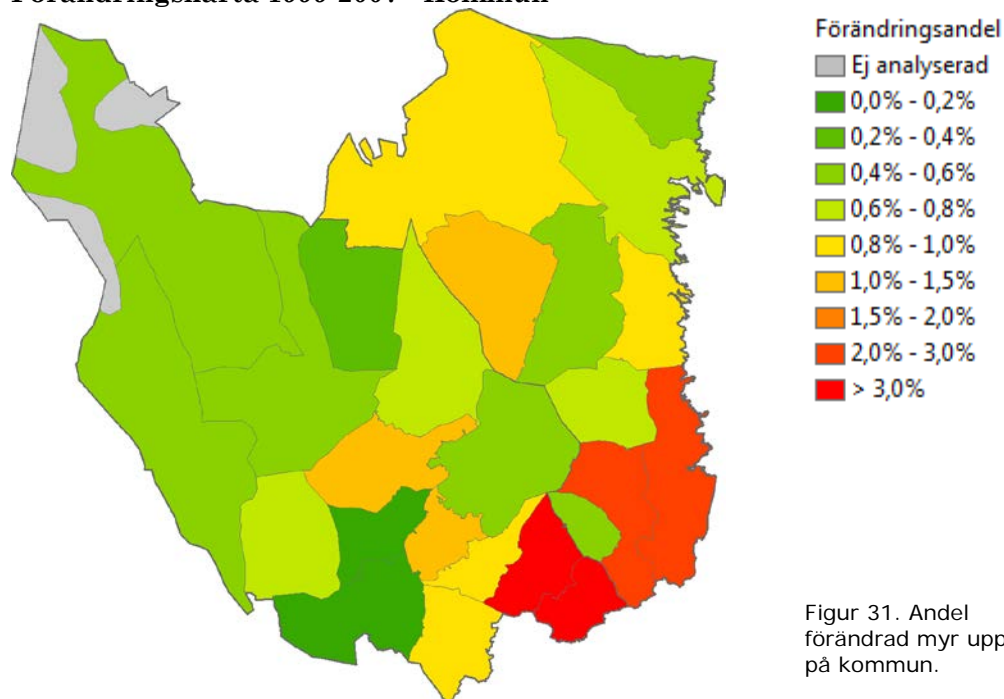 Förändringsandel
Ej analyserad
0,0% - 0,2%
0,2% - 0,4%
0,4% - 0,6%
0,6% - 0,8%
0,8% - 1,0%
1,0% - 1,5%
1,5% - 2,0%
2,0% - 3,0%
> 3,0%
Figur 31. Andel
förändrad myr upp
på kommun.